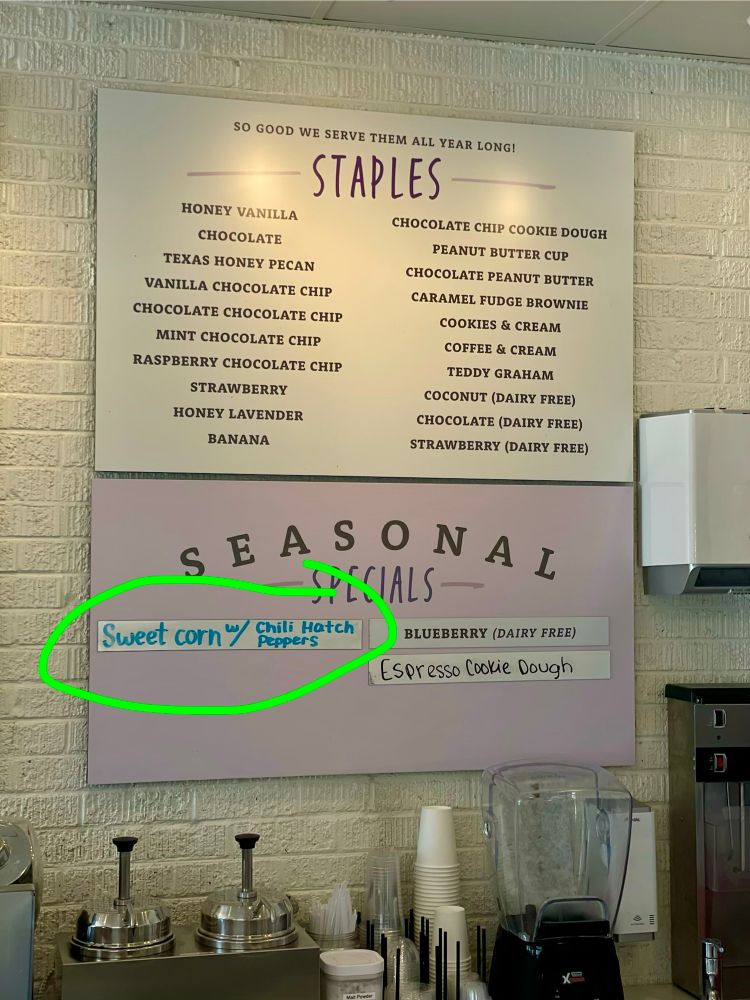 SO GOOD WE SERVE THEM ALL YEAR LONG!
STAPLES
HONEY VANILLA
CHOCOLATE
TEXAS HONEY PECAN
VANILLA CHOCOLATE CHIP
CHOCOLATE CHOCOLATE CHIP
MINT CHOCOLATE CHIP
RASPBERRY CHOCOLATE CHIP
STRAWBERRY
HONEY LAVENDER
BANANA
CHOCOLATE CHIP COOKIE DOUGH
PEANUT BUTTER CUP
CHOCOLATE PEANUT BUTTER
CARAMEL FUDGE BROWNIE
COOKIES & CREAM
COFFEE & CREAM
TEDDY GRAHAM
COCONUT (DAIRY FREE)
CHOCOLATE (DAIRY FREE)
STRAWBERRY (DAIRY FREE)
SEASONAL
SPECIALS
Sweet corn w/ Chili Hatch
Peppers
BLUEBERRY (DAIRY FREE)
Espresso Cookie Dough
Malt Powder